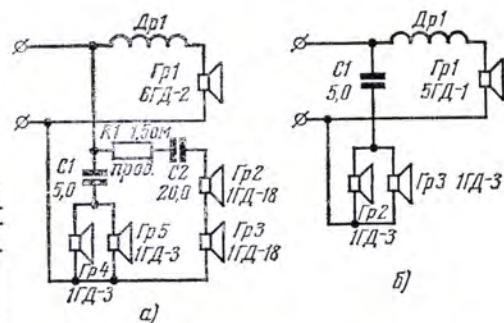 Др1
Гр1
6ГД-2
R1 1,5ом
прод.
C1
5,0
C2
20,0
Гр2
1ГД-18
Гр3
1ГД-18
Гр4
1ГД-3
Гр5
1ГД-3
а)
Др1
C1
5,0
Гр1
5ГД-1
Гр2
1ГД-3
Гр3 1ГД-3
б)